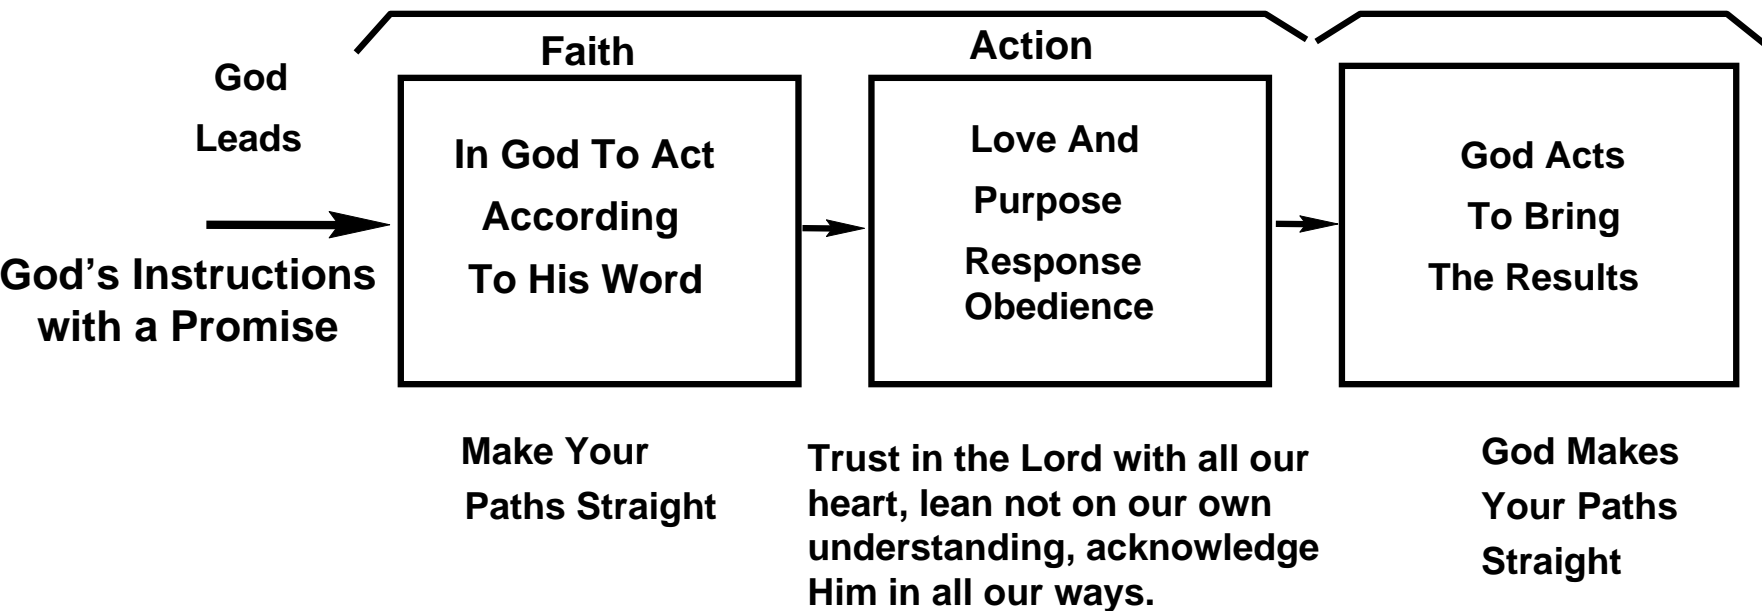 God
Leads
God’s Instructions
with a Promise
Faith
In God To Act
According
To His Word
Make Your
Paths Straight
Action
Love And
Purpose
Response
Obedience
Trust in the Lord with all our
heart, lean not on our own
understanding, acknowledge
Him in all our ways.
God Acts
To Bring
The Results
God Makes
Your Paths
Straight